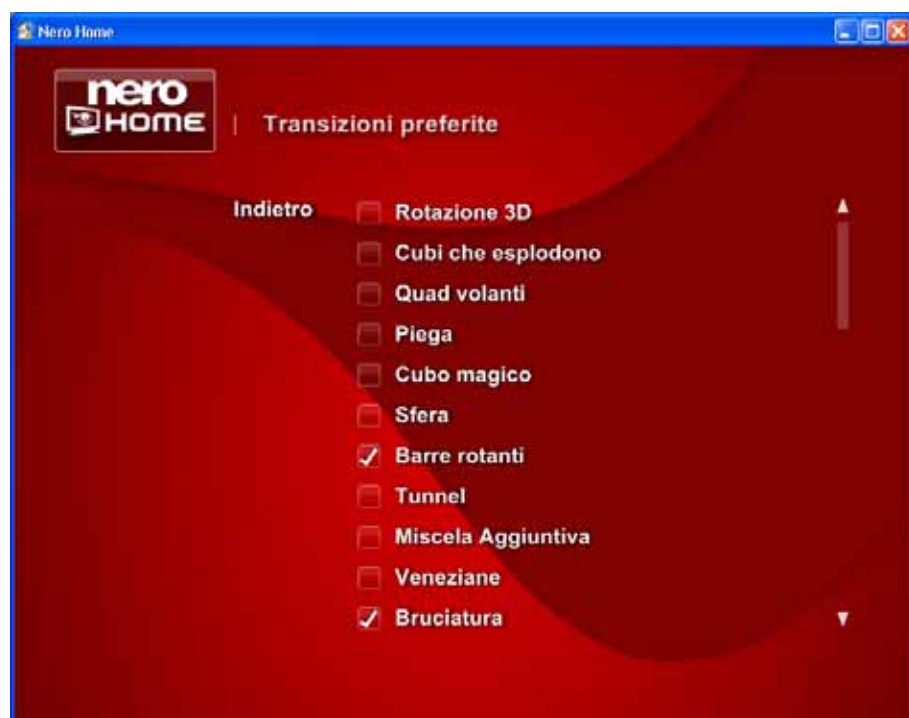 Nero Home
nero
HOME
| Transizioni preferite
Indietro
Rotazione 3D
Cubi che esplodono
Quad volanti
Piega
Cubo magico
Sfera
Barre rotanti
Tunnel
Miscela Aggiuntiva
Veneziane
Bruciatura